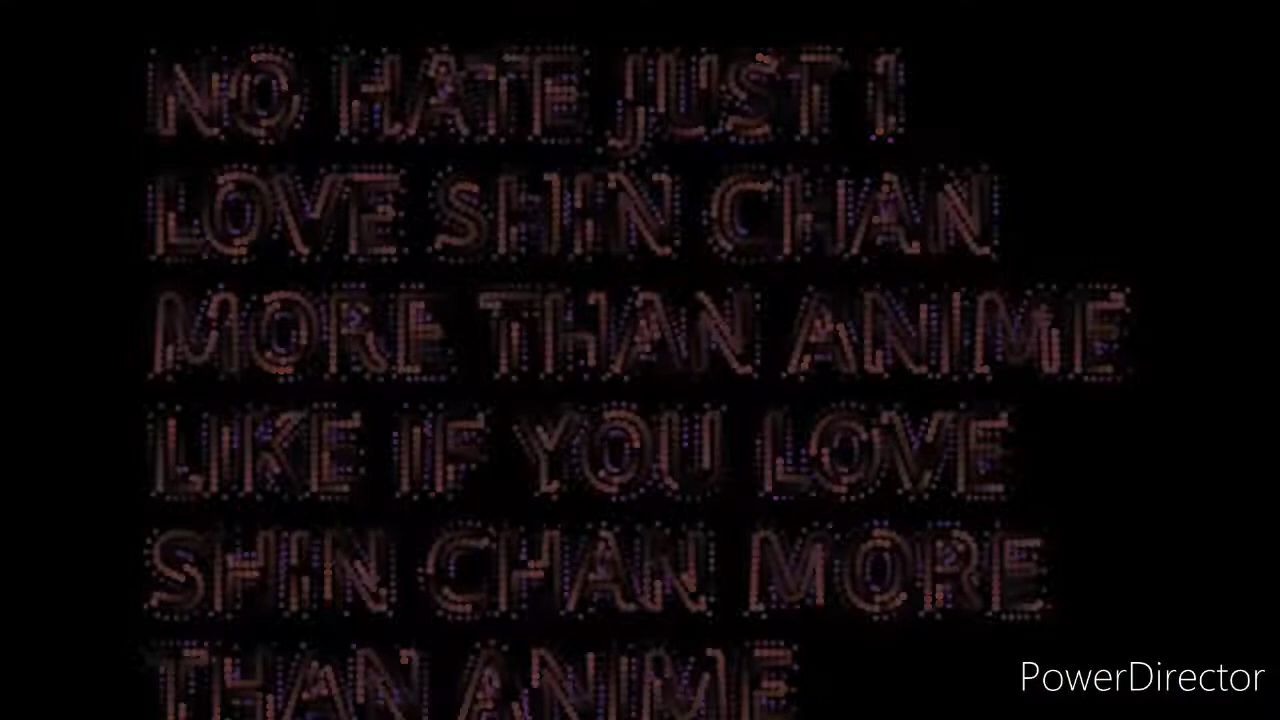 NO HATE JUST I
LOVE SHIN CHAN
MORE THAN ANIME
LIKE IF YOU LOVE
SHIN CHAN MORE
THAN ANIME
PowerDirector